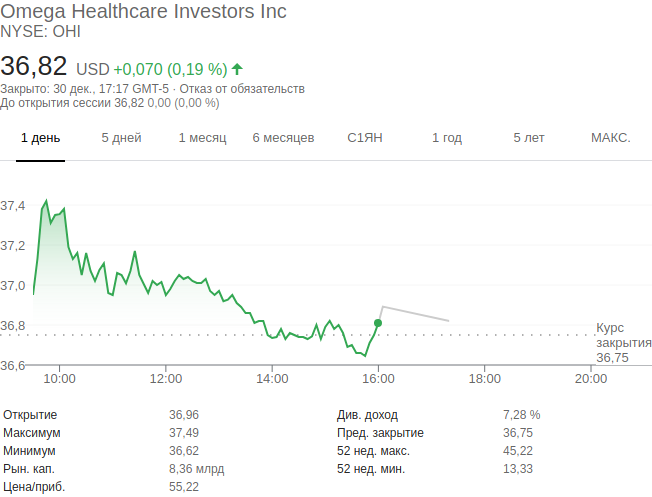 Omega Healthcare Investors Inc
NYSE: OHI
36,82 USD +0,070 (0,19 %)
Закрыто: 30 дек., 17:17 GMT-5 · Отказ от обязательств
До открытия сессии 36,82 0,00 (0,00 %)
1 день 5 дней 1 месяц 6 месяцев С1ЯН 1 год 5 лет МАКС.
37,4
37,2
37,0
36,8
36,6
Курс
закрытия
36,75
10:00 12:00 14:00 16:00 18:00 20:00
Открытие 36,96 Див. доход 7,28 %
Максимум 37,49 Пред. закрытие 36,75
Минимум 36,62 52 нед. макс. 45,22
Рын. кап. 8,36 млрд 52 нед. мин. 13,33
Цена/приб. 55,22